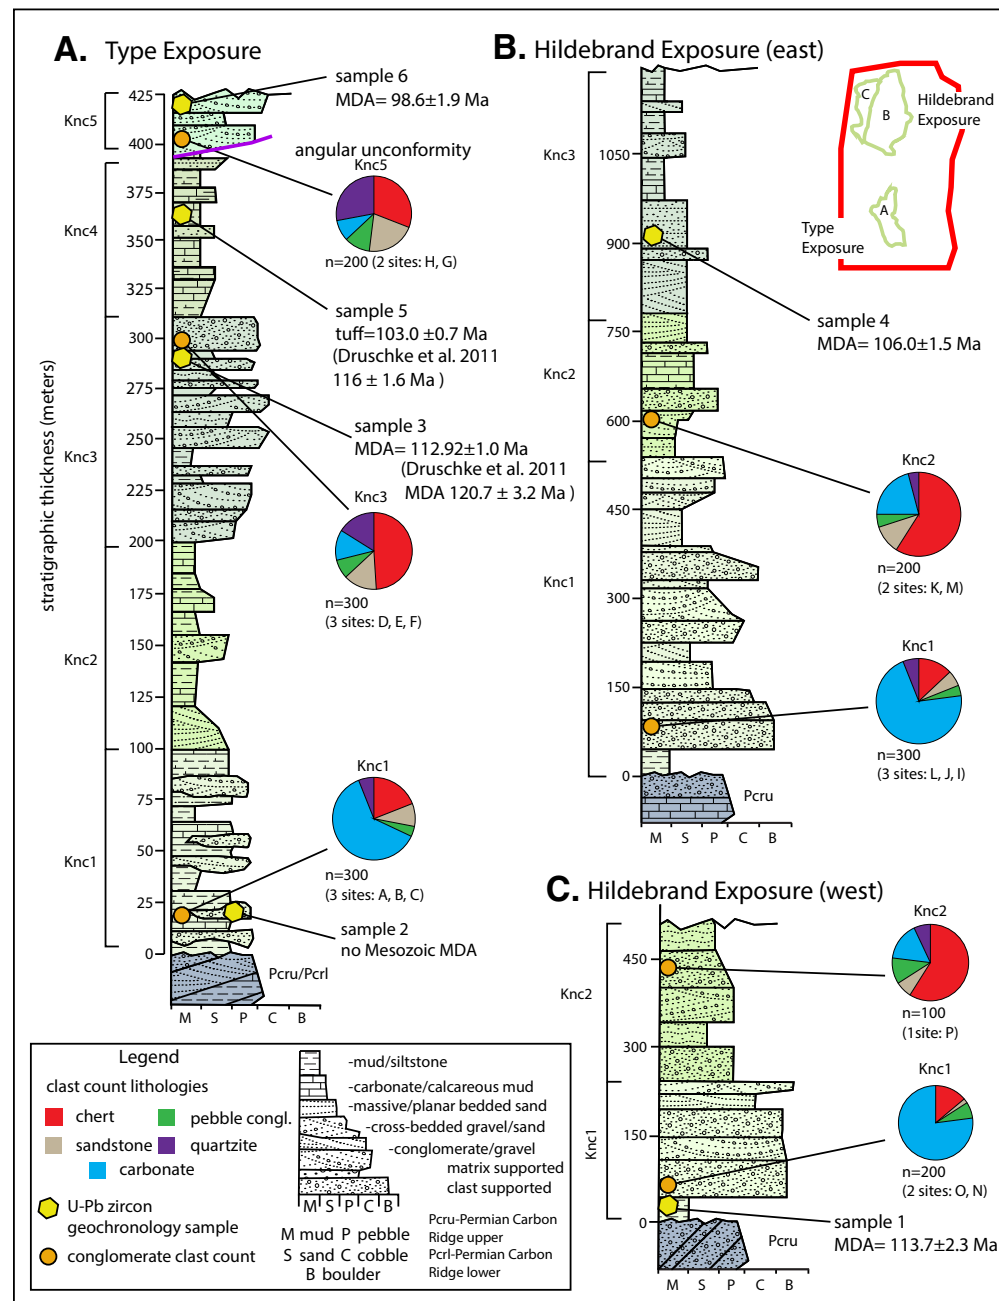 A. Type Exposure
sample 6
MDA= 98.6±1.9 Ma
425
400
375
350
325
300
275
250
225
200
175
150
125
100
75
50
25
0
stratigraphic thickness (meters)
Knc5
Knc4
Knc3
Knc2
Knc1
angular unconformity
Knc5
n=200 (2 sites: H, G)
sample 5
tuff=103.0 ±0.7 Ma
(Druschke et al. 2011
116 ± 1.6 Ma )
sample 3
MDA= 112.92±1.0 Ma
(Druschke et al. 2011
MDA 120.7 ± 3.2 Ma )
Knc3
n=300
(3 sites: D, E, F)
Knc1
n=300
(3 sites: A, B, C)
sample 2
no Mesozoic MDA
Pcru/Pcrl
M S P C B
B. Hildebrand Exposure (east)
1050
900
750
600
450
300
150
0
Knc3
Knc2
Knc1
C
B
Hildebrand
Exposure
A
Type
Exposure
sample 4
MDA= 106.0±1.5 Ma
Knc2
n=200
(2 sites: K, M)
Knc1
n=300
(3 sites: L, J, I)
Pcru
M S P C B
C. Hildebrand Exposure (west)
450
300
150
0
Knc2
Knc1
Knc2
n=100
(1site: P)
Knc1
n=200
(2 sites: O, N)
sample 1
MDA= 113.7±2.3 Ma
Pcru
M S P C B
Legend
clast count lithologies
chert
pebble congl.
sandstone
quartzite
carbonate
U-Pb zircon
geochronology sample
conglomerate clast count
-mud/siltstone
-carbonate/calcareous mud
-massive/planar bedded sand
-cross-bedded gravel/sand
-conglomerate/gravel
matrix supported
clast supported
M S P C B
M mud P pebble
S sand C cobble
B boulder
Pcru-Permian Carbon
Ridge upper
Pcrl-Permian Carbon
Ridge lower